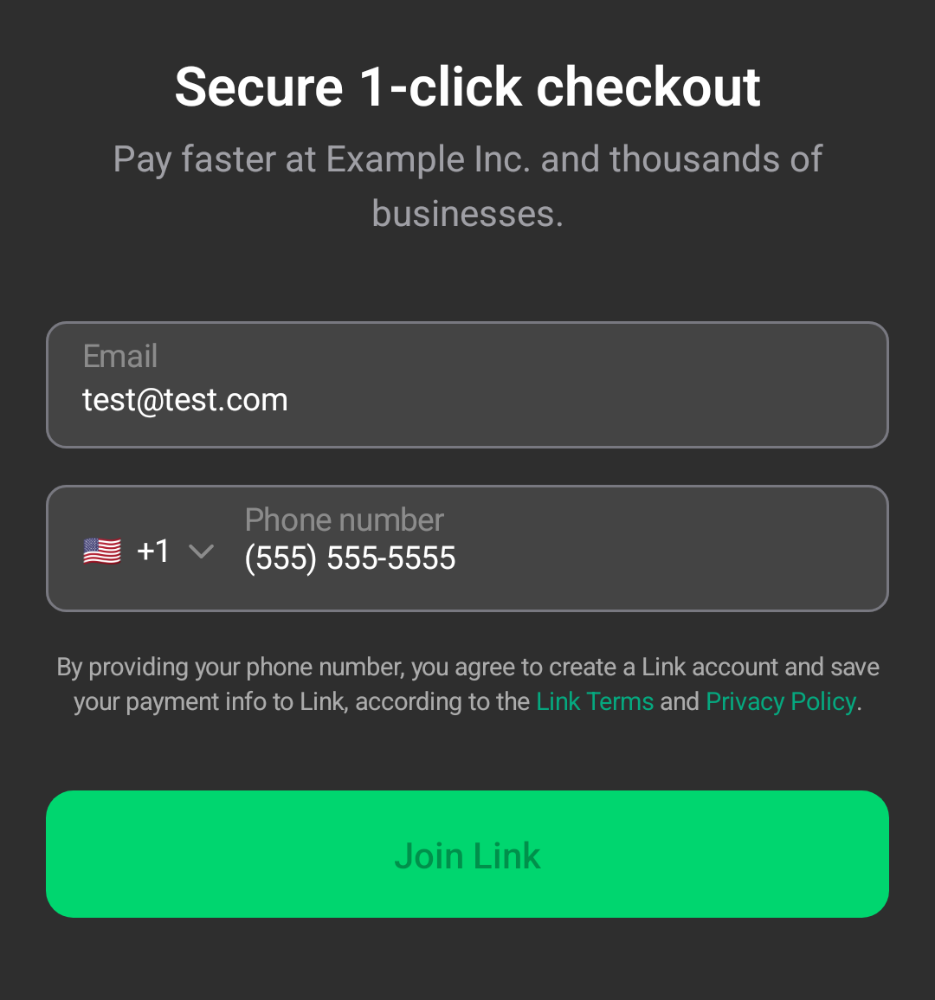 Secure 1-click checkout
Pay faster at Example Inc. and thousands of
businesses.
Email
test@test.com
Phone number
+1 (555) 555-5555
By providing your phone number, you agree to create a Link account and save
your payment info to Link, according to the Link Terms and Privacy Policy.
Join Link